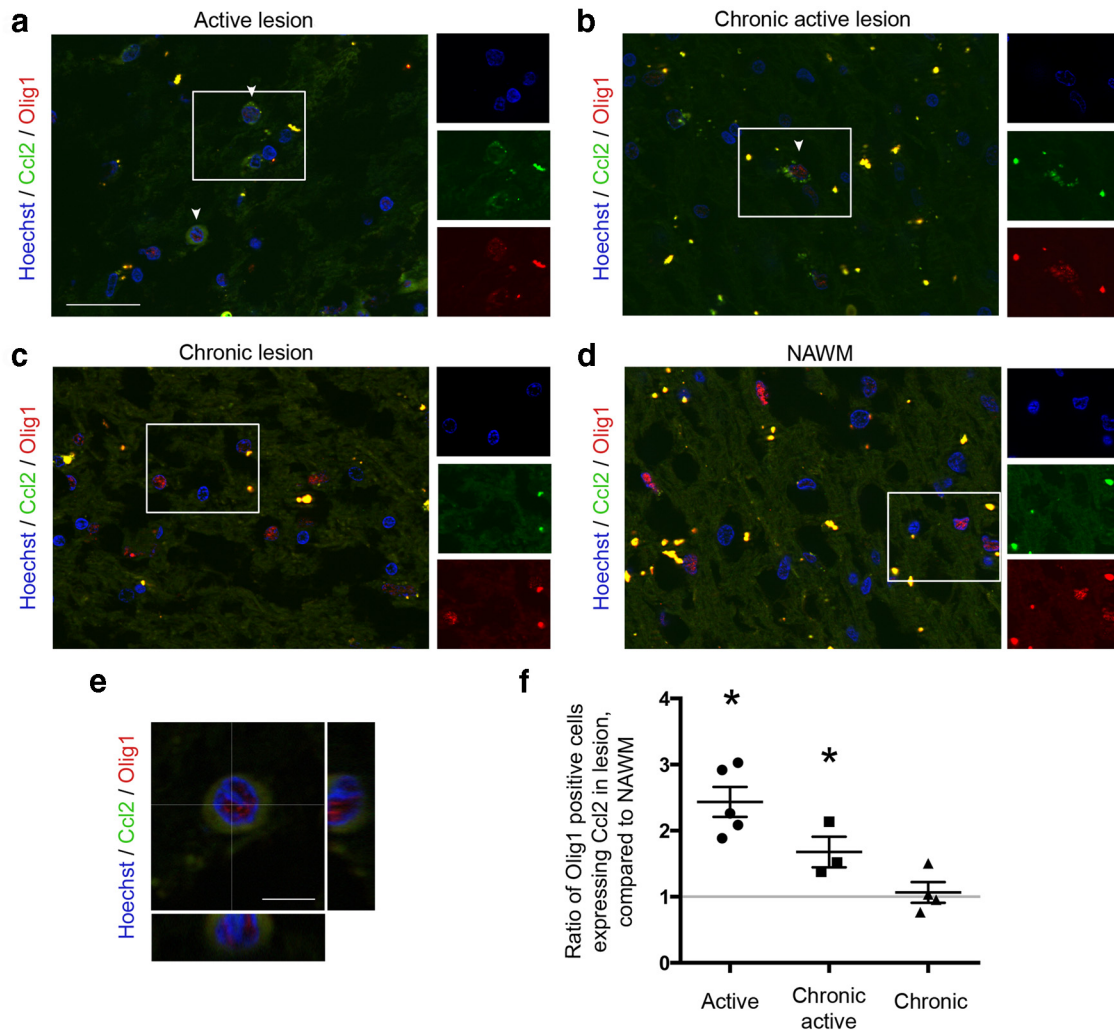 a
Active lesion
Hoechst / Ccl2 / Olig1
b
Chronic active lesion
Hoechst / Ccl2 / Olig1
c
Chronic lesion
Hoechst / Ccl2 / Olig1
d
NAWM
Hoechst / Ccl2 / Olig1
e
Hoechst / Ccl2 / Olig1
f
Ratio of Olig1 positive cells
expressing Ccl2 in lesion,
compared to NAWM
4
3
2
1
0
*
*
Active
Chronic
active
Chronic